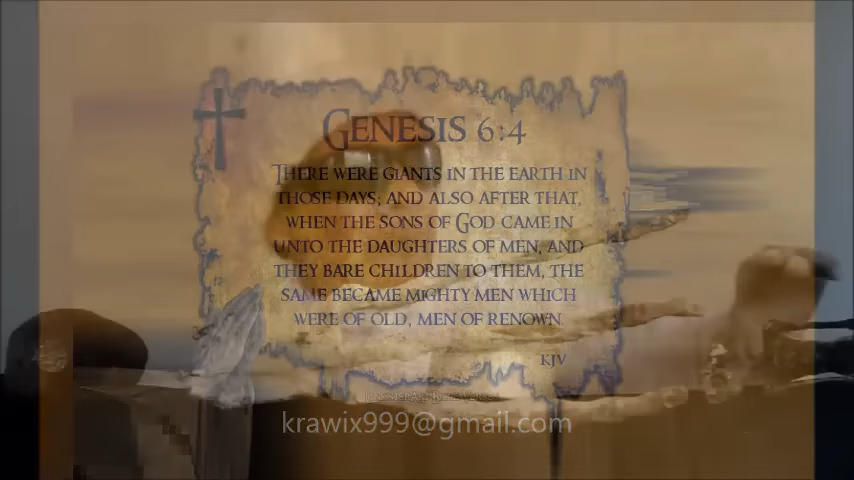 GENESIS 6:4
THERE WERE GIANTS IN THE EARTH IN
THOSE DAYS; AND ALSO AFTER THAT,
WHEN THE SONS OF GOD CAME IN
UNTO THE DAUGHTERS OF MEN, AND
THEY BARE CHILDREN TO THEM, THE
SAME BECAME MIGHTY MEN WHICH
WERE OF OLD, MEN OF RENOWN.
KJV
krawix999@gmail.com